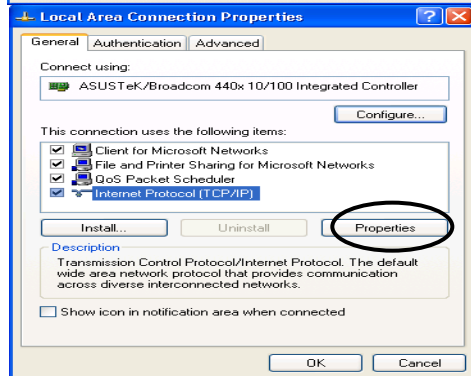 Local Area Connection Properties
General Authentication Advanced
Connect using:
ASUSTeK/Broadcom 440x 10/100 Integrated Controller
Configure...
This connection uses the following items:
Client for Microsoft Networks
File and Printer Sharing for Microsoft Networks
QoS Packet Scheduler
Internet Protocol (TCP/IP)
Install... Uninstall Properties
Description
Transmission Control Protocol/Internet Protocol. The default
wide area network protocol that provides communication
across diverse interconnected networks.
Show icon in notification area when connected
OK Cancel